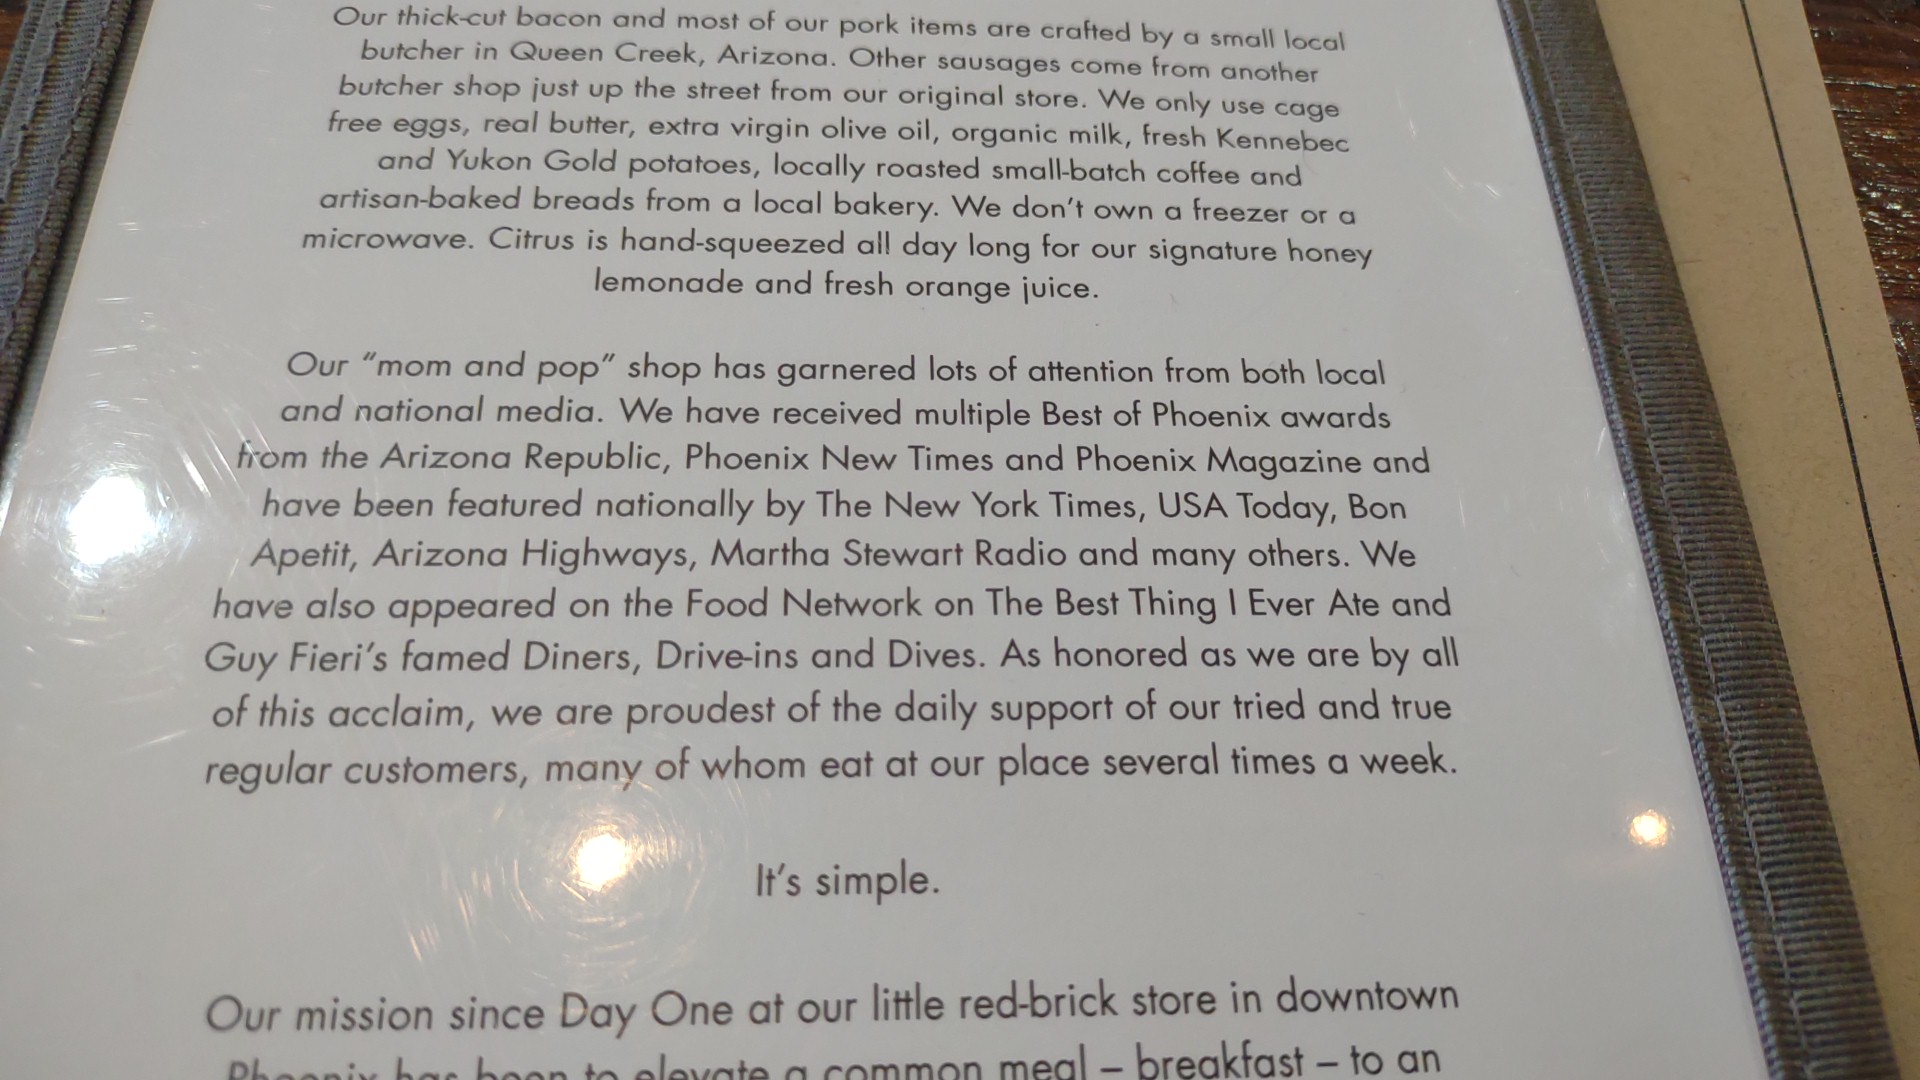 Our thick-cut bacon and most of our pork items are crafted by a small local
butcher in Queen Creek, Arizona. Other sausages come from another
butcher shop just up the street from our original store. We only use cage
free eggs, real butter, extra virgin olive oil, organic milk, fresh Kennebec
and Yukon Gold potatoes, locally roasted small-batch coffee and
artisan-baked breads from a local bakery. We don't own a freezer or a
microwave. Citrus is hand-squeezed all day long for our signature honey
lemonade and fresh orange juice.
Our “mom and pop” shop has garnered lots of attention from both local
and national media. We have received multiple Best of Phoenix awards
from the Arizona Republic, Phoenix New Times and Phoenix Magazine and
have been featured nationally by The New York Times, USA Today, Bon
Apetit, Arizona Highways, Martha Stewart Radio and many others. We
have also appeared on the Food Network on The Best Thing I Ever Ate and
Guy Fieri's famed Diners, Drive-ins and Dives. As honored as we are by all
of this acclaim, we are proudest of the daily support of our tried and true
regular customers, many of whom eat at our place several times a week.
It's simple.
Our mission since Day One at our little red-brick store in downtown
Phoenix has been to elevate a common meal – breakfast – to an